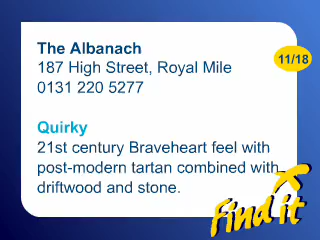 The Albanach
187 High Street, Royal Mile
0131 220 5277
11/18
Quirky
21st century Braveheart feel with
post-modern tartan combined with
driftwood and stone.
Find it